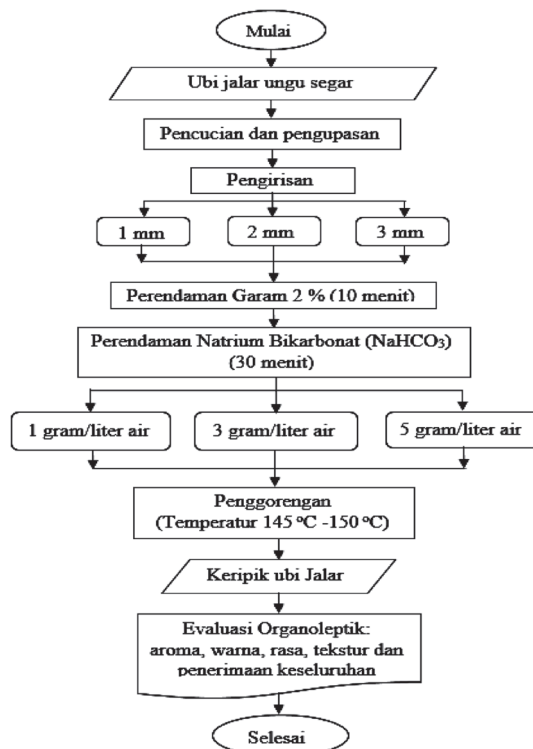 Mulai
Ubi jalar ungu segar
Pencucian dan pengupasan
Pengirisan
1 mm
2 mm
3 mm
Perendaman Garam 2 % (10 menit)
Perendaman Natrium Bikarbonat (NaHCO₃)
(30 menit)
1 gram/liter air
3 gram/liter air
5 gram/liter air
Penggorengan
(Temperatur 145 °C -150 °C)
Keripik ubi Jalar
Evaluasi Organoleptik:
aroma, warna, rasa, tekstur dan
penerimaan keseluruhan
Selesai